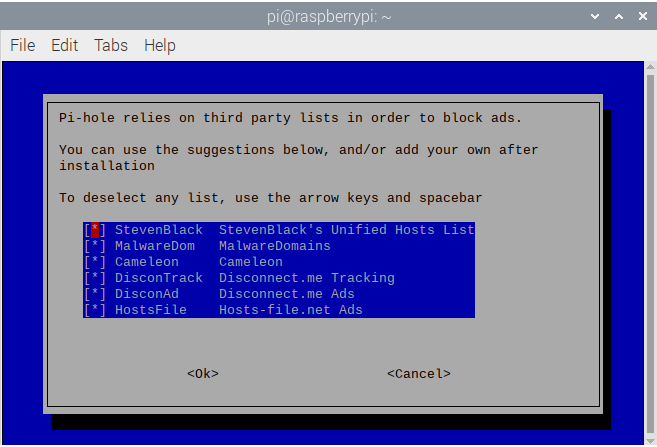 pi@raspberrypi: ~
File Edit Tabs Help
Pi-hole relies on third party lists in order to block ads.
You can use the suggestions below, and/or add your own after
installation
To deselect any list, use the arrow keys and spacebar
[*] StevenBlack StevenBlack's Unified Hosts List
[*] MalwareDom MalwareDomains
[*] Cameleon Cameleon
[*] DisconTrack Disconnect.me Tracking
[*] DisconAd Disconnect.me Ads
[*] HostsFile Hosts-file.net Ads
<Ok> <Cancel>